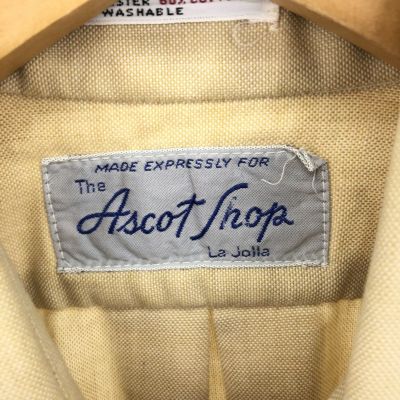 WASHABLE
MADE EXPRESSLY FOR
The
Ascot Shop
La Jolla